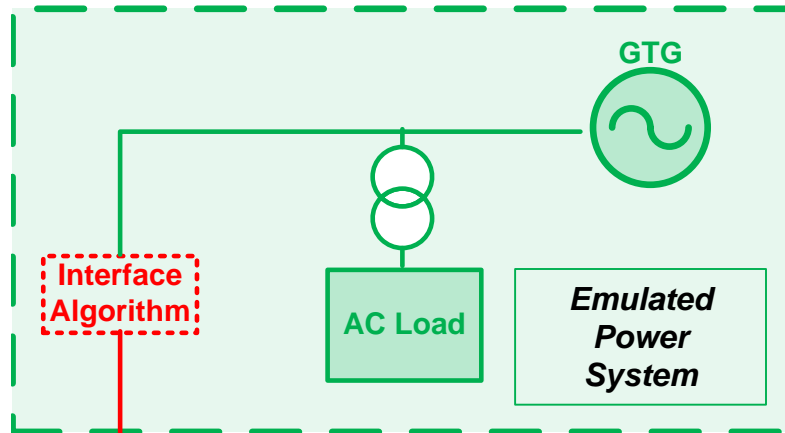 GTG
Interface
Algorithm
AC Load
Emulated
Power
System